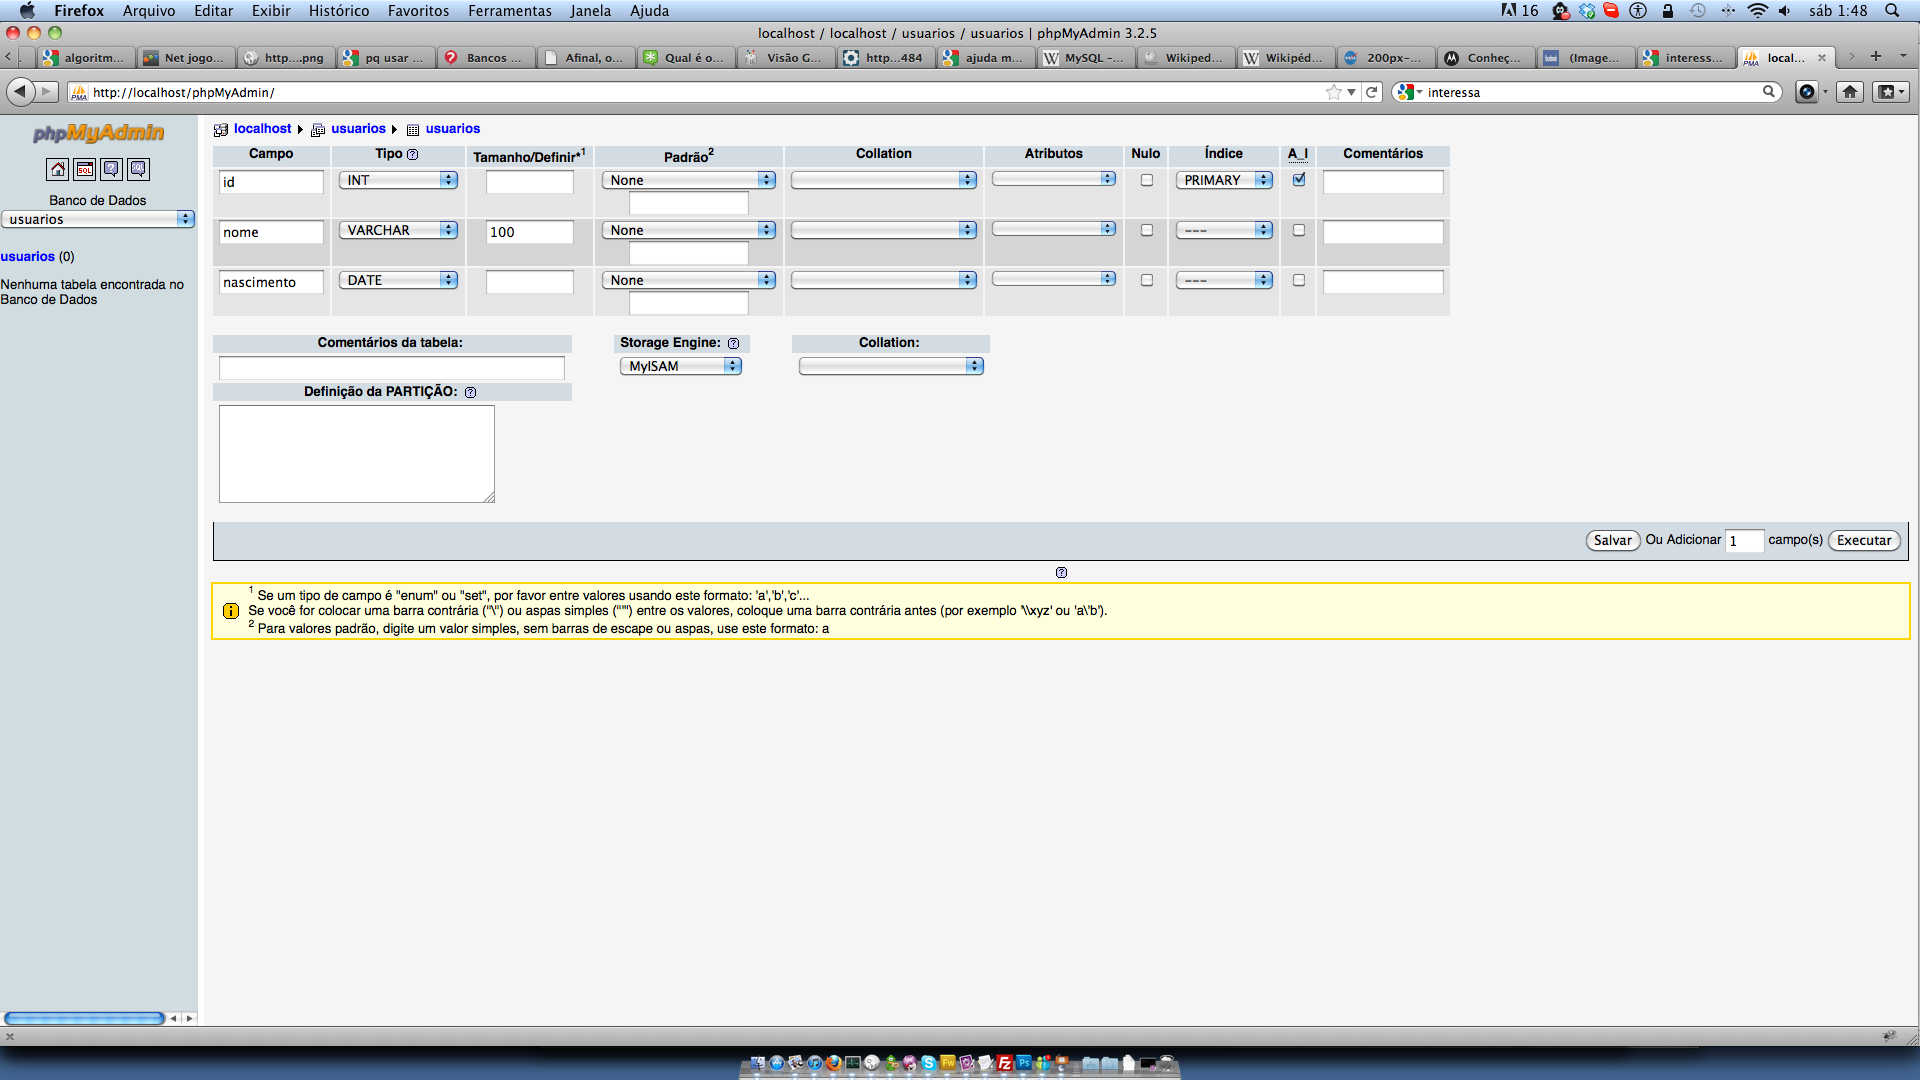 Firefox Arquivo Editar Exibir Histórico Favoritos Ferramentas Janela Ajuda 16 sáb 1:48
localhost / localhost / usuarios / usuarios | phpMyAdmin 3.2.5
algoritm... Net jogo... http....png pq usar ... Bancos ... Afinal, o... Qual é o... Visão G... http...484 ajuda m... MySQL -... Wikiped... Wikipéd... 200px-... Conheç... (Image... interess... local...
http://localhost/phpMyAdmin/ interessa
phpMyAdmin
SQL
Banco de Dados
usuarios
usuarios (0)
Nenhuma tabela encontrada no
Banco de Dados
localhost usuarios usuarios
Campo Tipo Tamanho/Definir*1 Padrão2 Collation Atributos Nulo Índice A_I Comentários
id INT None PRIMARY
nome VARCHAR 100 None ---
nascimento DATE None ---
Comentários da tabela: Storage Engine: Collation:
MyISAM
Definição da PARTIÇÃO:
Salvar Ou Adicionar 1 campo(s) Executar
1 Se um tipo de campo é "enum" ou "set", por favor entre valores usando este formato: 'a','b','c'...
Se você for colocar uma barra contrária ("\") ou aspas simples ("'") entre os valores, coloque uma barra contrária antes (por exemplo '\\xyz' ou 'a\'b').
2 Para valores padrão, digite um valor simples, sem barras de escape ou aspas, use este formato: a